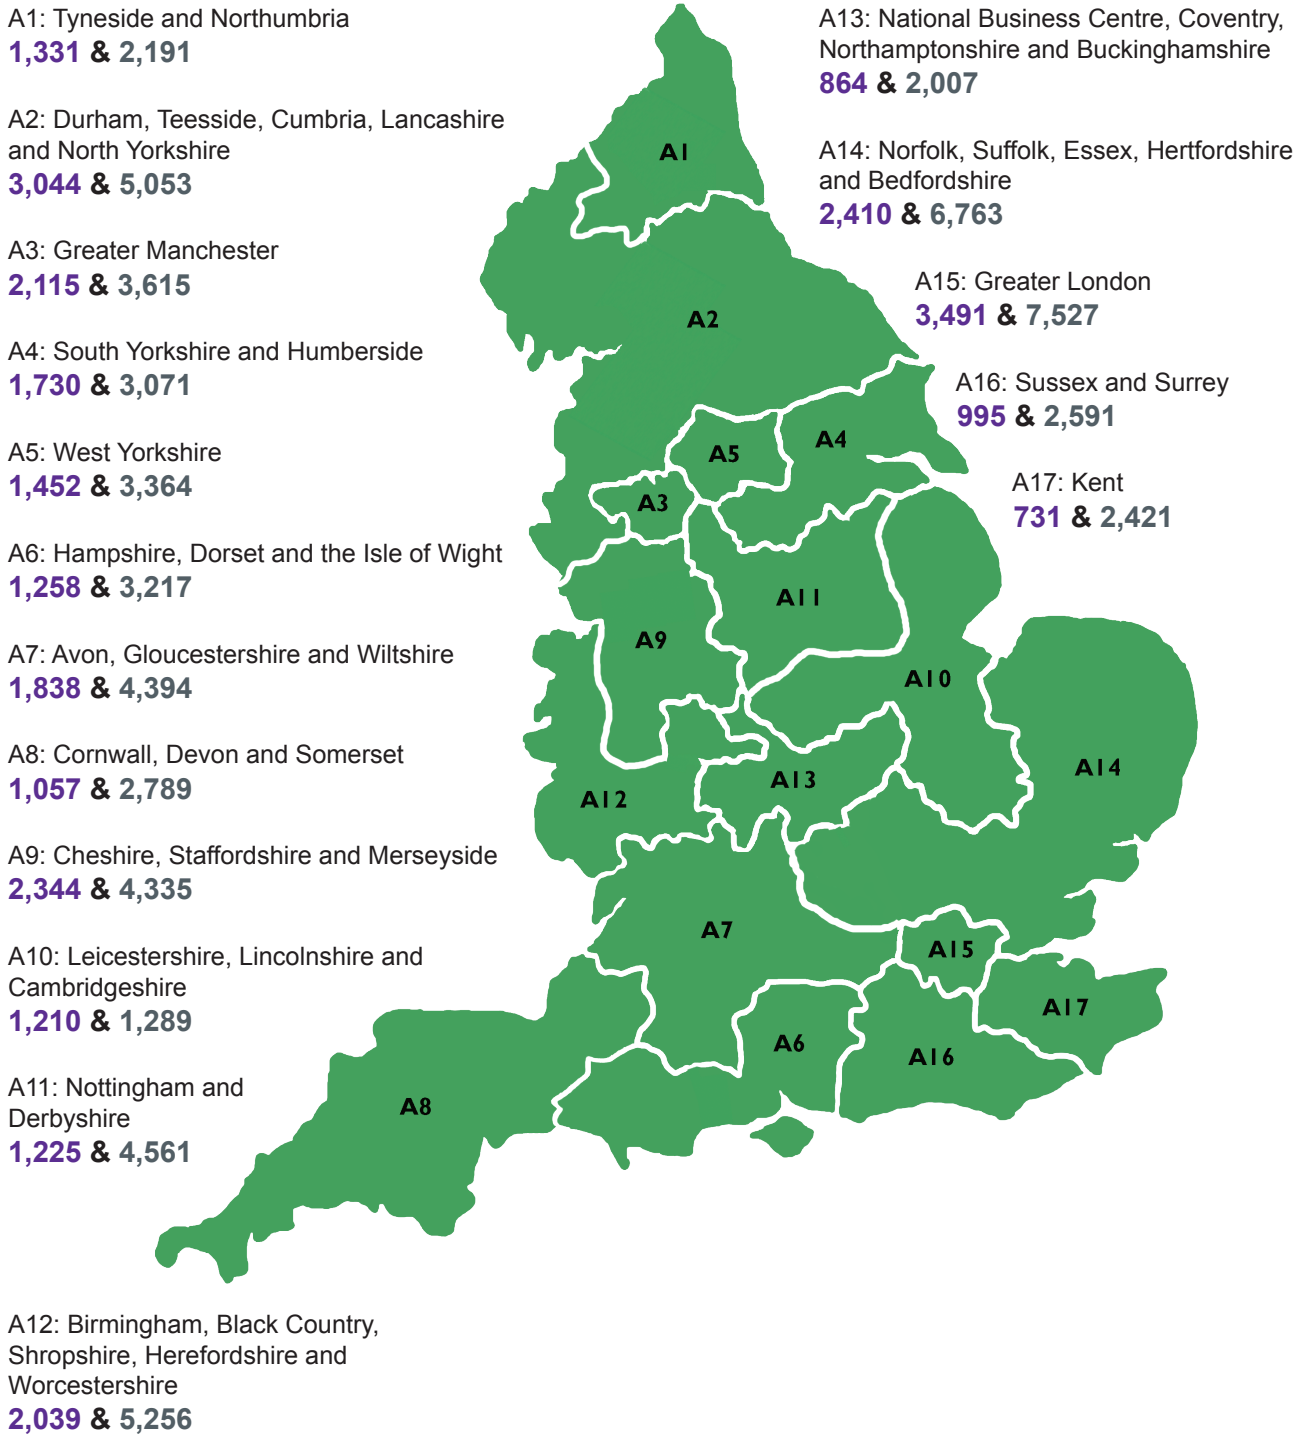 A1: Tyneside and Northumbria
1,331 & 2,191
A2: Durham, Teesside, Cumbria, Lancashire
and North Yorkshire
3,044 & 5,053
A3: Greater Manchester
2,115 & 3,615
A4: South Yorkshire and Humberside
1,730 & 3,071
A5: West Yorkshire
1,452 & 3,364
A6: Hampshire, Dorset and the Isle of Wight
1,258 & 3,217
A7: Avon, Gloucestershire and Wiltshire
1,838 & 4,394
A8: Cornwall, Devon and Somerset
1,057 & 2,789
A9: Cheshire, Staffordshire and Merseyside
2,344 & 4,335
A10: Leicestershire, Lincolnshire and
Cambridgeshire
1,210 & 1,289
A11: Nottingham and
Derbyshire
1,225 & 4,561
A12: Birmingham, Black Country,
Shropshire, Herefordshire and
Worcestershire
2,039 & 5,256
A13: National Business Centre, Coventry,
Northamptonshire and Buckinghamshire
864 & 2,007
A14: Norfolk, Suffolk, Essex, Hertfordshire
and Bedfordshire
2,410 & 6,763
A15: Greater London
3,491 & 7,527
A16: Sussex and Surrey
995 & 2,591
A17: Kent
731 & 2,421
A1
A2
A4
A5
A3
A11
A9
A10
A14
A13
A12
A7
A15
A17
A6
A16
A8